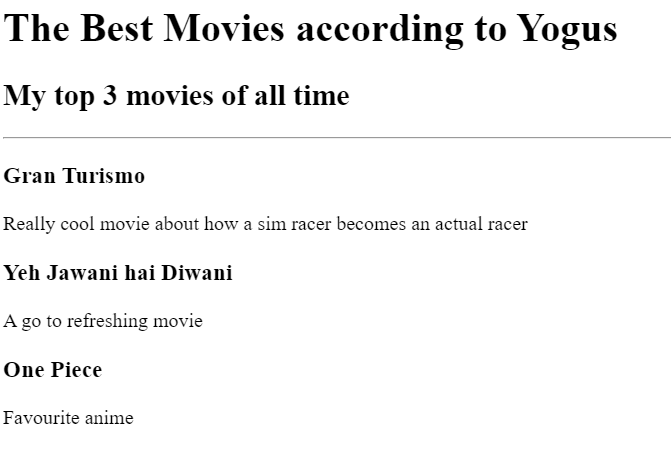 The Best Movies according to Yogus
My top 3 movies of all time
Gran Turismo
Really cool movie about how a sim racer becomes an actual racer
Yeh Jawani hai Diwani
A go to refreshing movie
One Piece
Favourite anime